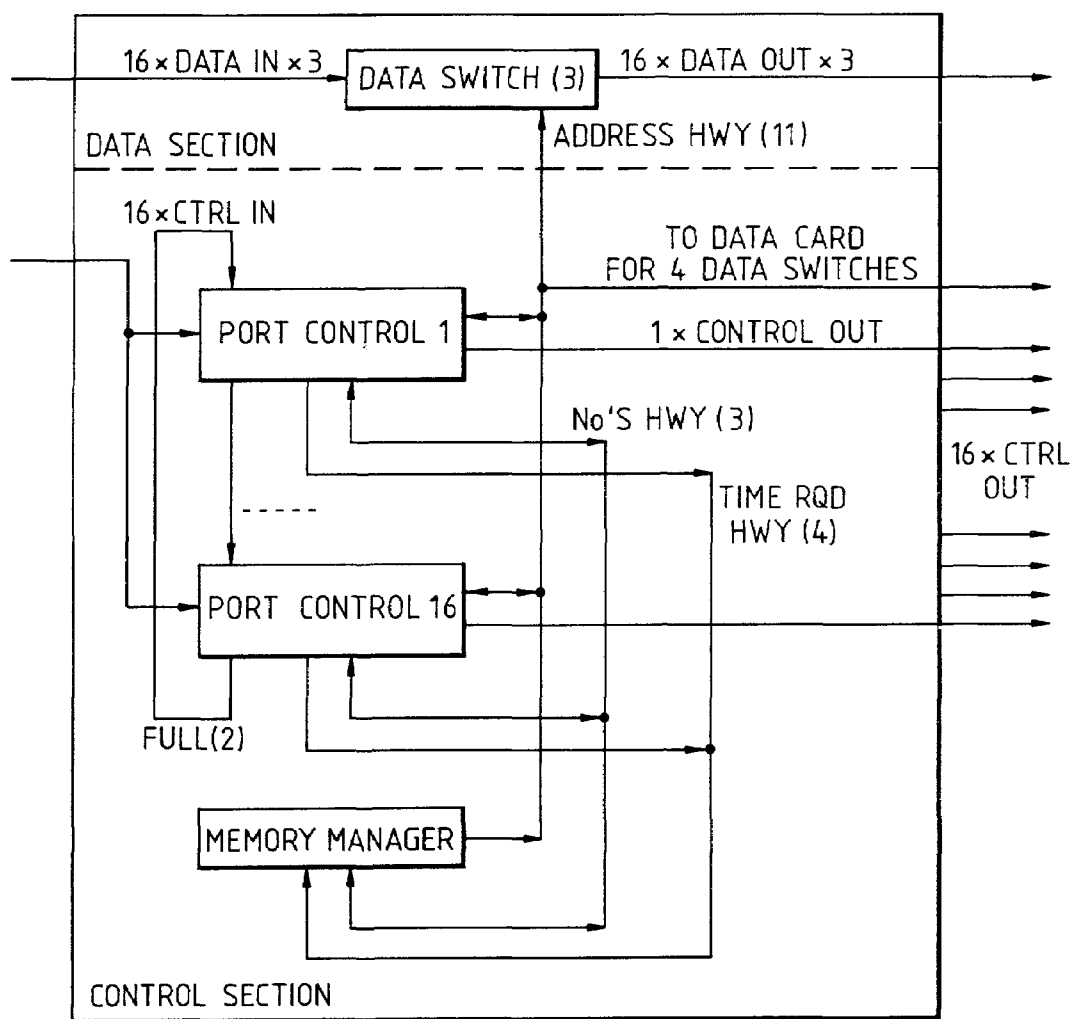 16×DATA IN×3
DATA SWITCH (3)
16× DATA OUT×3
ADDRESS HWY (11)
DATA SECTION
16×CTRL IN
TO DATA CARD
FOR 4 DATA SWITCHES
PORT CONTROL 1
1 × CONTROL OUT
No'S HWY (3)
16×CTRL
OUT
TIME RQD
HWY (4)
PORT CONTROL 16
FULL(2)
MEMORY MANAGER
CONTROL SECTION